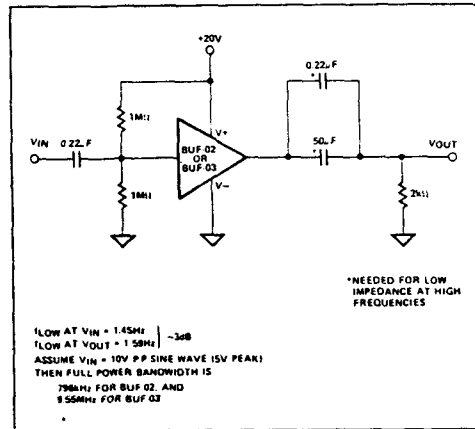 +20V
0.22µF
1MΩ
VIN 0.22µF
V+
BUF-02
OR
BUF-03
50µF
VOUT
V−
1MΩ
2kΩ
*NEEDED FOR LOW
IMPEDANCE AT HIGH
FREQUENCIES
fLOW AT VIN = 1.45Hz
fLOW AT VOUT = 1.59Hz
−3dB
ASSUME VIN = 10V P-P SINE WAVE (5V PEAK)
THEN FULL POWER BANDWIDTH IS
796kHz FOR BUF-02, AND
9.55MHz FOR BUF-03